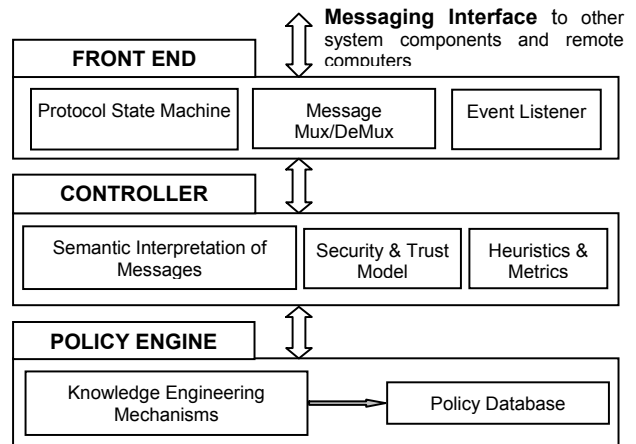 Messaging Interface to other
system components and remote
computers
FRONT END
Protocol State Machine
Message
Mux/DeMux
Event Listener
CONTROLLER
Semantic Interpretation of
Messages
Security & Trust
Model
Heuristics &
Metrics
POLICY ENGINE
Knowledge Engineering
Mechanisms
Policy Database